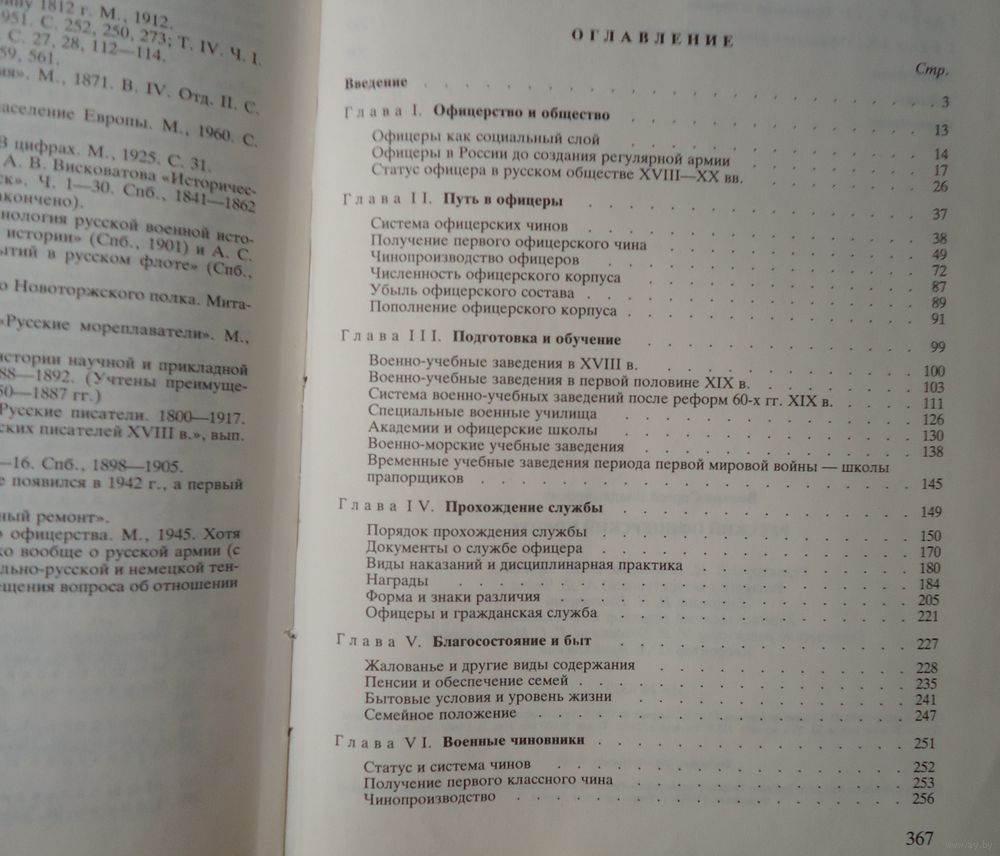 1812 г. М., 1912.
951. С. 252, 250, 273; Т. IV. Ч. I.
С. 27, 28, 112—114.
59, 561.
М., 1871. В. IV. Отд. II. С.
аселение Европы. М., 1960. С.
В цифрах. М., 1925. С. 31.
А. В. Висковатова «Историчес-
ск». Ч. 1—30. Спб., 1841—1862
кончено).
нология русской военной исто-
истории» (Спб., 1901) и А. С.
ытий в русском флоте» (Спб.,
о Новоторжского полка. Мита-
«Русские мореплаватели». М.,
истории научной и прикладной
88—1892. (Учтены преимуще-
50—1887 гг.)
Русские писатели. 1800—1917.
ских писателей XVIII в.», вып.
—16. Спб., 1898—1905.
е появился в 1942 г., а первый
ный ремонт».
о офицерства. М., 1945. Хотя
ко вообще о русской армии (с
льно-русской и немецкой тен-
ещения вопроса об отношении
ОГЛАВЛЕНИЕ
Стр.
Введение . . . . . 3
Глава I. Офицерство и общество . . . . . 13
Офицеры как социальный слой . . . . . 14
Офицеры в России до создания регулярной армии . . . . . 17
Статус офицера в русском обществе XVIII—XX вв. . . . . . 26
Глава II. Путь в офицеры . . . . . 37
Система офицерских чинов . . . . . 38
Получение первого офицерского чина . . . . . 49
Чинопроизводство офицеров . . . . . 72
Численность офицерского корпуса . . . . . 87
Убыль офицерского состава . . . . . 89
Пополнение офицерского корпуса . . . . . 91
Глава III. Подготовка и обучение . . . . . 99
Военно-учебные заведения в XVIII в. . . . . . 100
Военно-учебные заведения в первой половине XIX в. . . . . . 103
Система военно-учебных заведений после реформ 60-х гг. XIX в. . . . . . 111
Специальные военные училища . . . . . 126
Академии и офицерские школы . . . . . 130
Военно-морские учебные заведения . . . . . 138
Временные учебные заведения периода первой мировой войны — школы
прапорщиков . . . . . 145
Глава IV. Прохождение службы . . . . . 149
Порядок прохождения службы . . . . . 150
Документы о службе офицера . . . . . 170
Виды наказаний и дисциплинарная практика . . . . . 180
Награды . . . . . 184
Форма и знаки различия . . . . . 205
Офицеры и гражданская служба . . . . . 221
Глава V. Благосостояние и быт . . . . . 227
Жалованье и другие виды содержания . . . . . 228
Пенсии и обеспечение семей . . . . . 235
Бытовые условия и уровень жизни . . . . . 241
Семейное положение . . . . . 247
Глава VI. Военные чиновники . . . . . 251
Статус и система чинов . . . . . 252
Получение первого классного чина . . . . . 253
Чинопроизводство . . . . . 256
367
www.ay.by